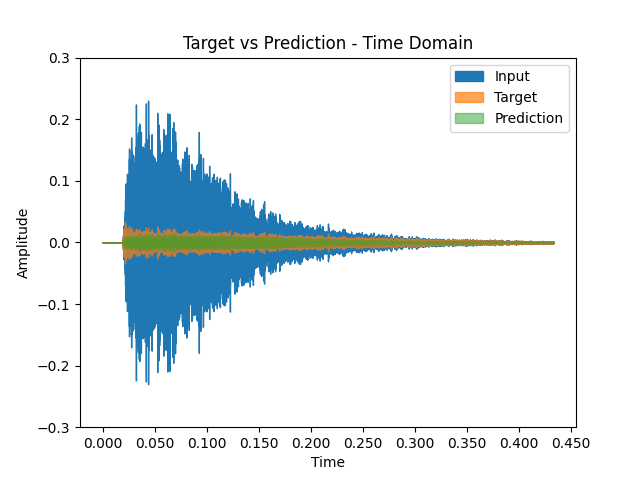 Target vs Prediction - Time Domain
Input
Target
Prediction
0.3
0.2
0.1
0.0
−0.1
−0.2
−0.3
Amplitude
0.000 0.050 0.100 0.150 0.200 0.250 0.300 0.350 0.400 0.450
Time